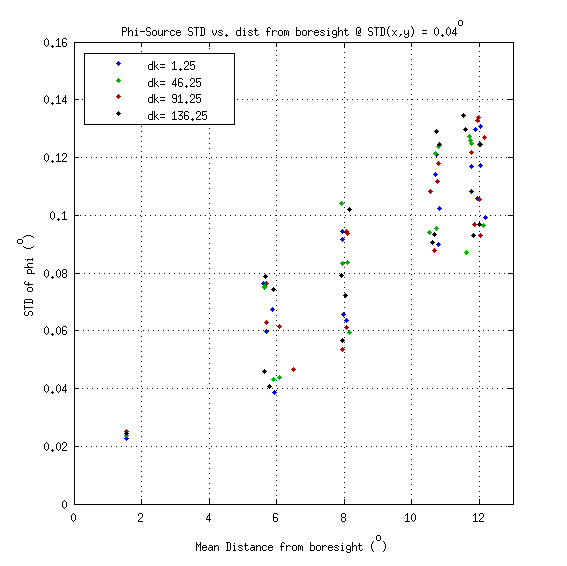 Phi-Source STD vs. dist from boresight @ STD(x,y) = 0.04°
0.16
dk= 1.25
dk= 46.25
dk= 91.25
dk= 136.25
0.14
0.12
0.1
0.08
0.06
0.04
0.02
0
STD of phi (°)
0 2 4 6 8 10 12
Mean Distance from boresight (°)